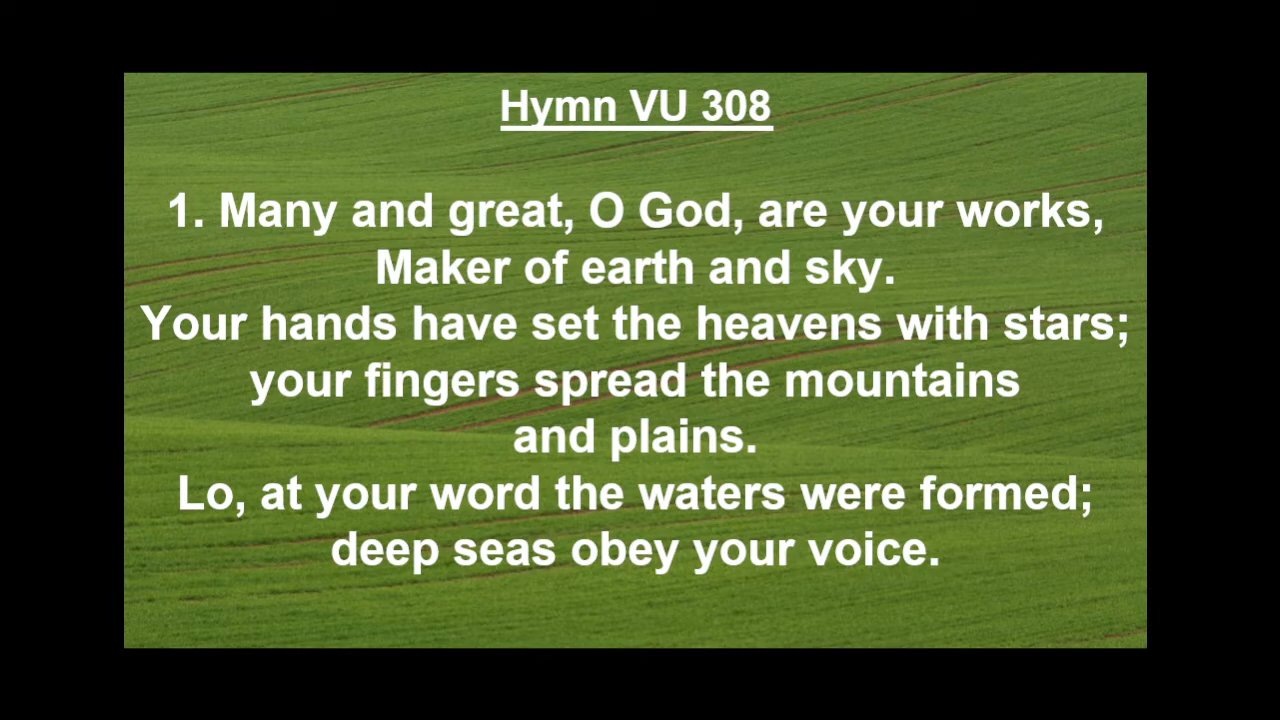 Hymn VU 308
1. Many and great, O God, are your works,
Maker of earth and sky.
Your hands have set the heavens with stars;
your fingers spread the mountains
and plains.
Lo, at your word the waters were formed;
deep seas obey your voice.